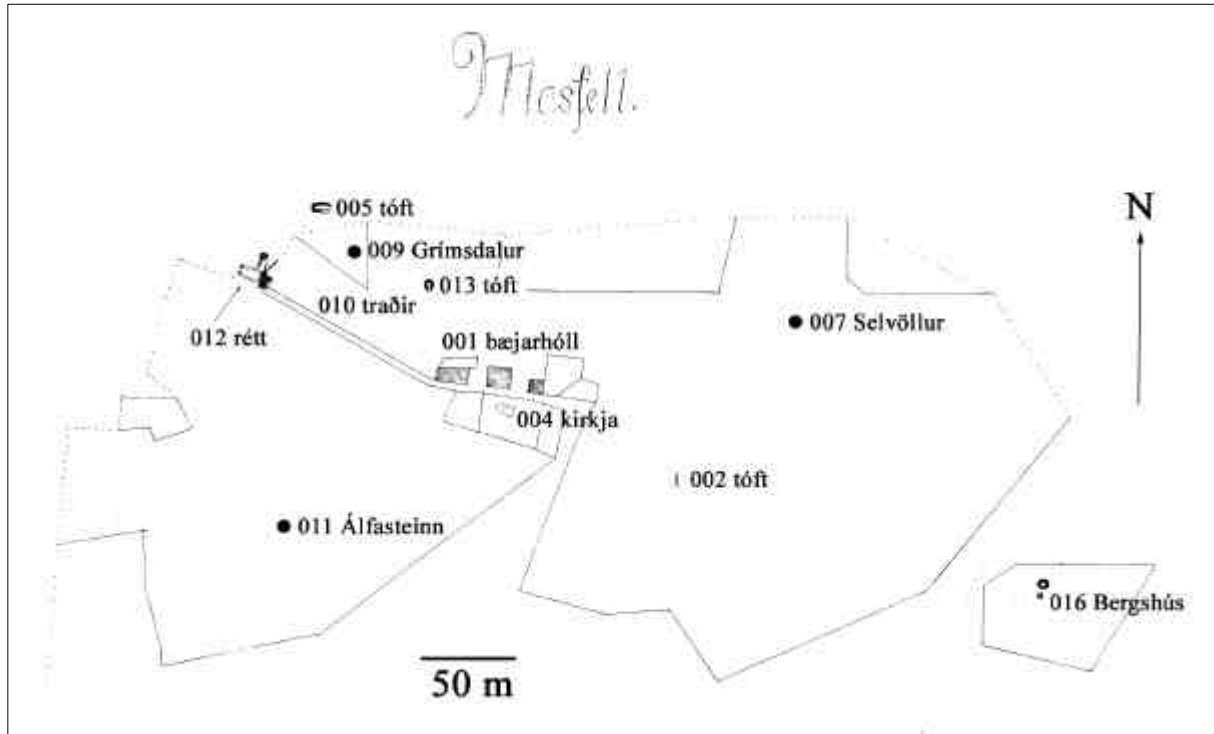 Mosfell.
N
005 tóft
009 Grímsdalur
013 tóft
010 traðir
007 Selvöllur
012 rétt
001 bæjarhóll
004 kirkja
002 tóft
011 Álfasteinn
016 Bergshús
50 m